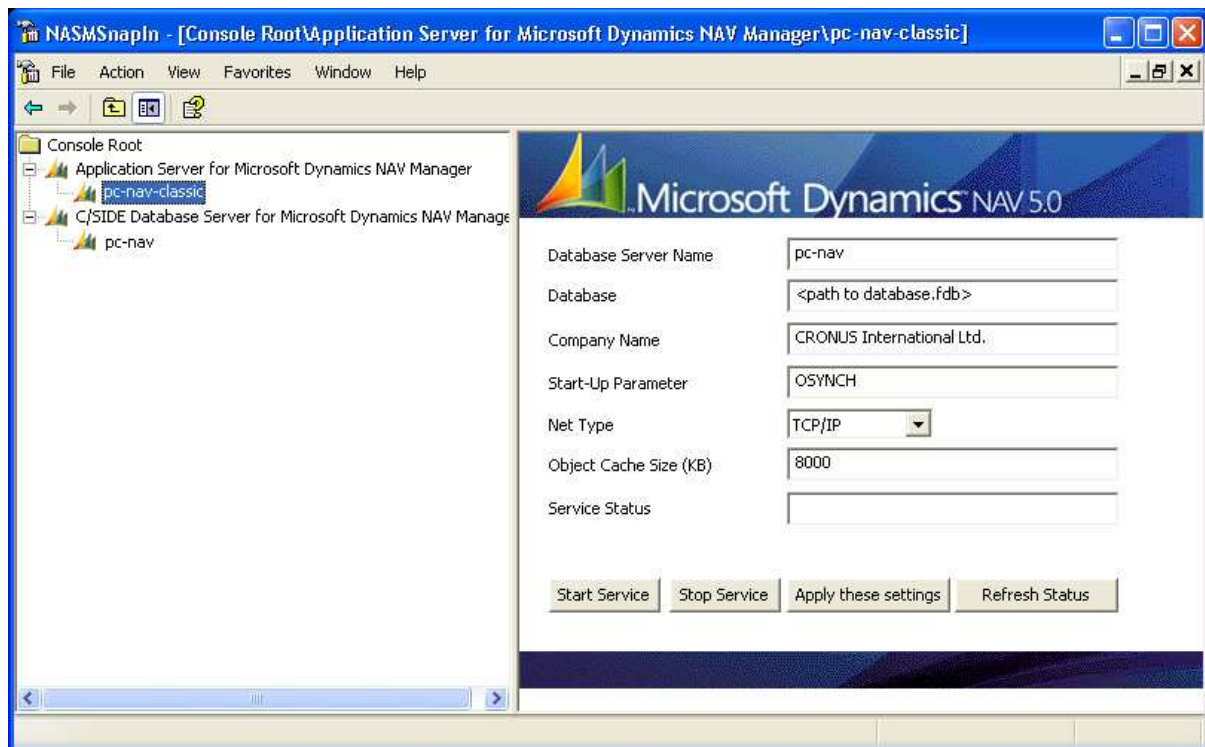 NASMSnapIn - [Console Root\Application Server for Microsoft Dynamics NAV Manager\pc-nav-classic]
File Action View Favorites Window Help
Console Root
Application Server for Microsoft Dynamics NAV Manager
pc-nav-classic
C/SIDE Database Server for Microsoft Dynamics NAV Manage
pc-nav
Microsoft Dynamics NAV 5.0
Database Server Name pc-nav
Database <path to database.fdb>
Company Name CRONUS International Ltd.
Start-Up Parameter OSYNCH
Net Type TCP/IP
Object Cache Size (KB) 8000
Service Status
Start Service Stop Service Apply these settings Refresh Status